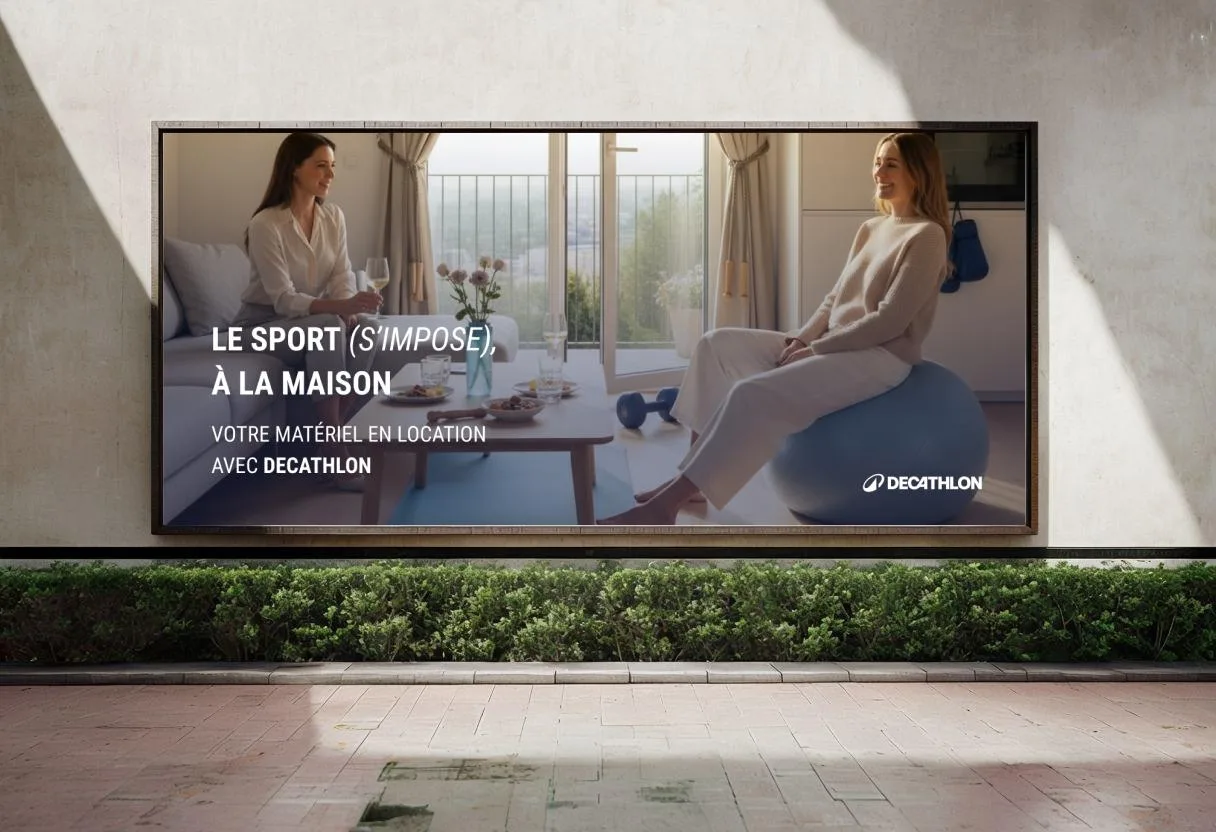 LE SPORT (S'IMPOSE),
À LA MAISON
VOTRE MATÉRIEL EN LOCATION
AVEC DECATHLON
DECATHLON